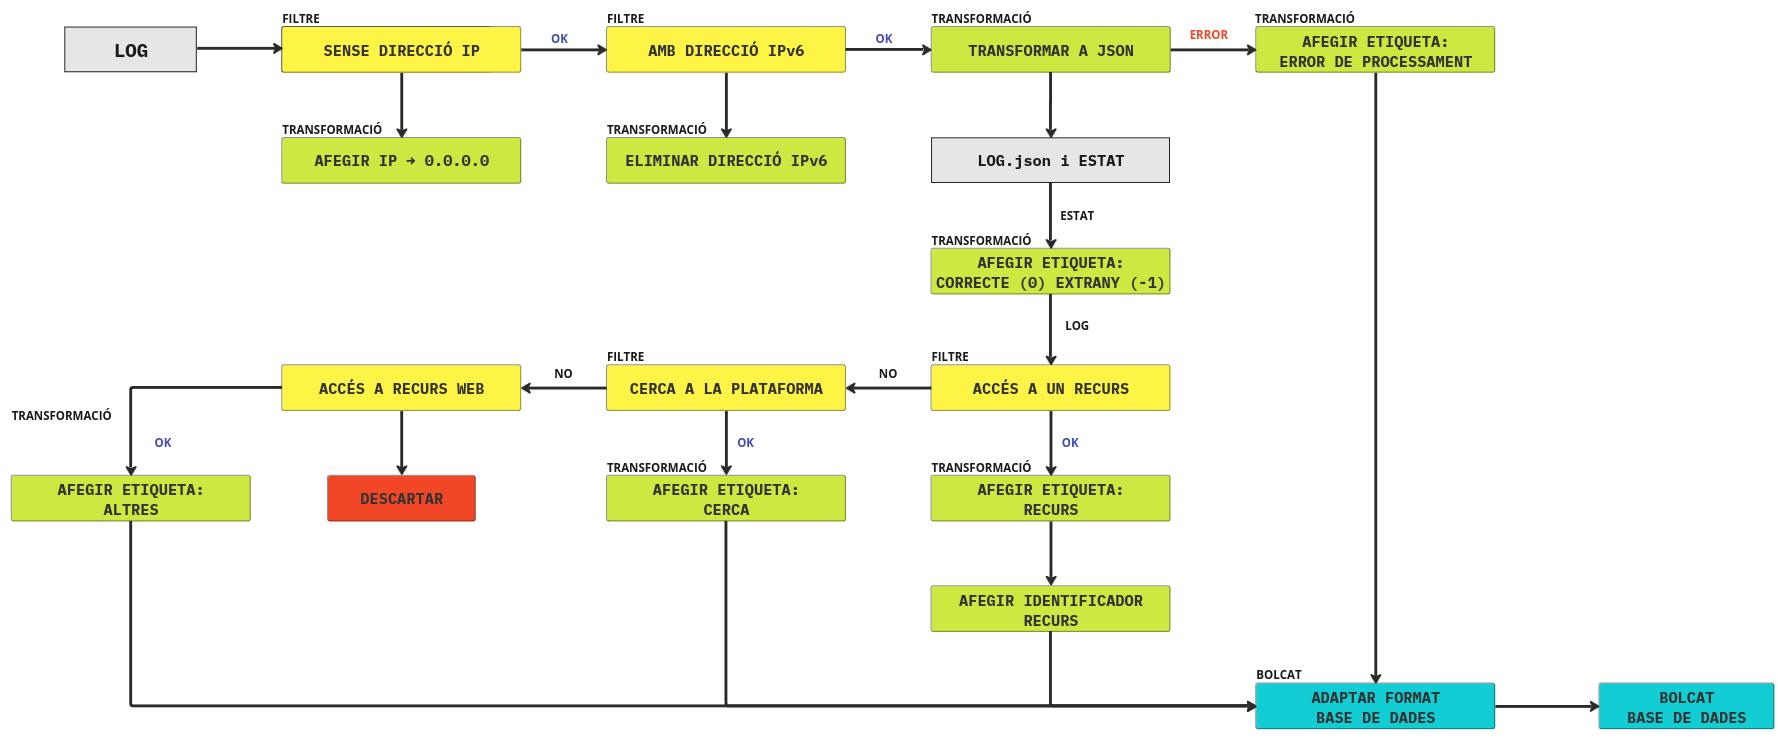 FILTRE
FILTRE
TRANSFORMACIÓ
TRANSFORMACIÓ
LOG
SENSE DIRECCIÓ IP
OK
AMB DIRECCIÓ IPv6
OK
TRANSFORMAR A JSON
ERROR
AFEGIR ETIQUETA:
ERROR DE PROCESSAMENT
TRANSFORMACIÓ
TRANSFORMACIÓ
AFEGIR IP → 0.0.0.0
ELIMINAR DIRECCIÓ IPv6
LOG.json i ESTAT
ESTAT
TRANSFORMACIÓ
AFEGIR ETIQUETA:
CORRECTE (0) EXTRANY (-1)
LOG
FILTRE
FILTRE
ACCÉS A RECURS WEB
NO
CERCA A LA PLATAFORMA
NO
ACCÉS A UN RECURS
TRANSFORMACIÓ
OK
OK
OK
TRANSFORMACIÓ
TRANSFORMACIÓ
AFEGIR ETIQUETA:
ALTRES
DESCARTAR
AFEGIR ETIQUETA:
CERCA
AFEGIR ETIQUETA:
RECURS
AFEGIR IDENTIFICADOR
RECURS
BOLCAT
ADAPTAR FORMAT
BASE DE DADES
BOLCAT
BASE DE DADES